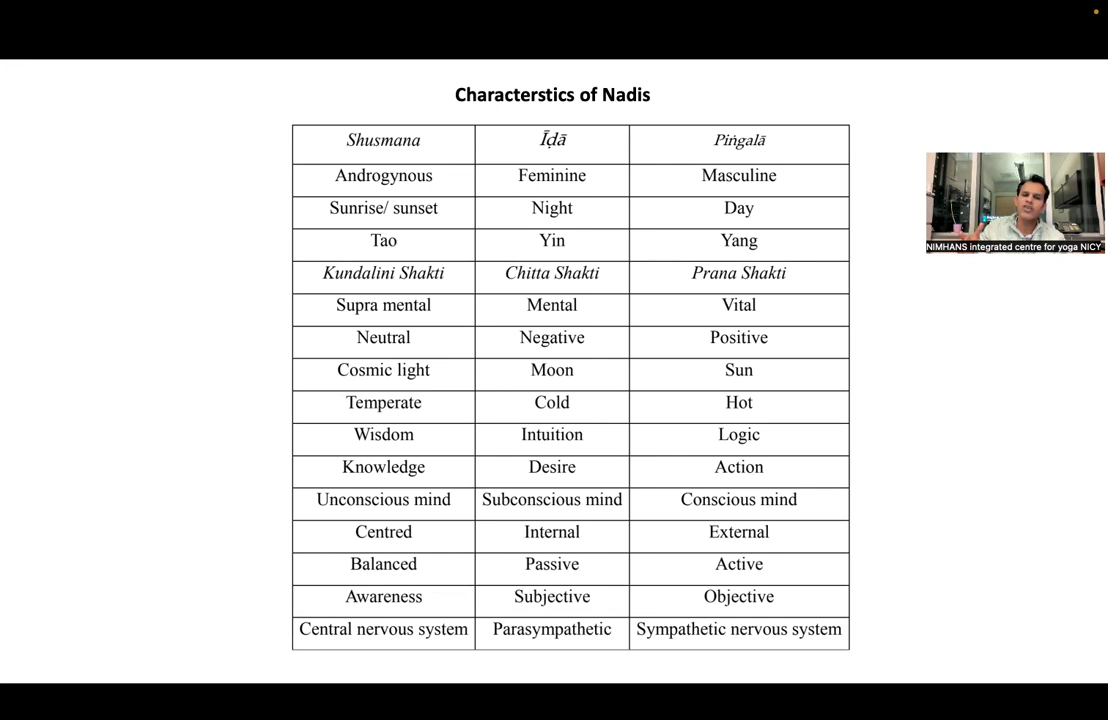 Characterstics of Nadis
Shusmana Īḍā Piṅgalā
Androgynous Feminine Masculine
Sunrise/ sunset Night Day
Tao Yin Yang
Kundalini Shakti Chitta Shakti Prana Shakti
Supra mental Mental Vital
Neutral Negative Positive
Cosmic light Moon Sun
Temperate Cold Hot
Wisdom Intuition Logic
Knowledge Desire Action
Unconscious mind Subconscious mind Conscious mind
Centred Internal External
Balanced Passive Active
Awareness Subjective Objective
Central nervous system Parasympathetic Sympathetic nervous system
NIMHANS integrated centre for yoga NICY